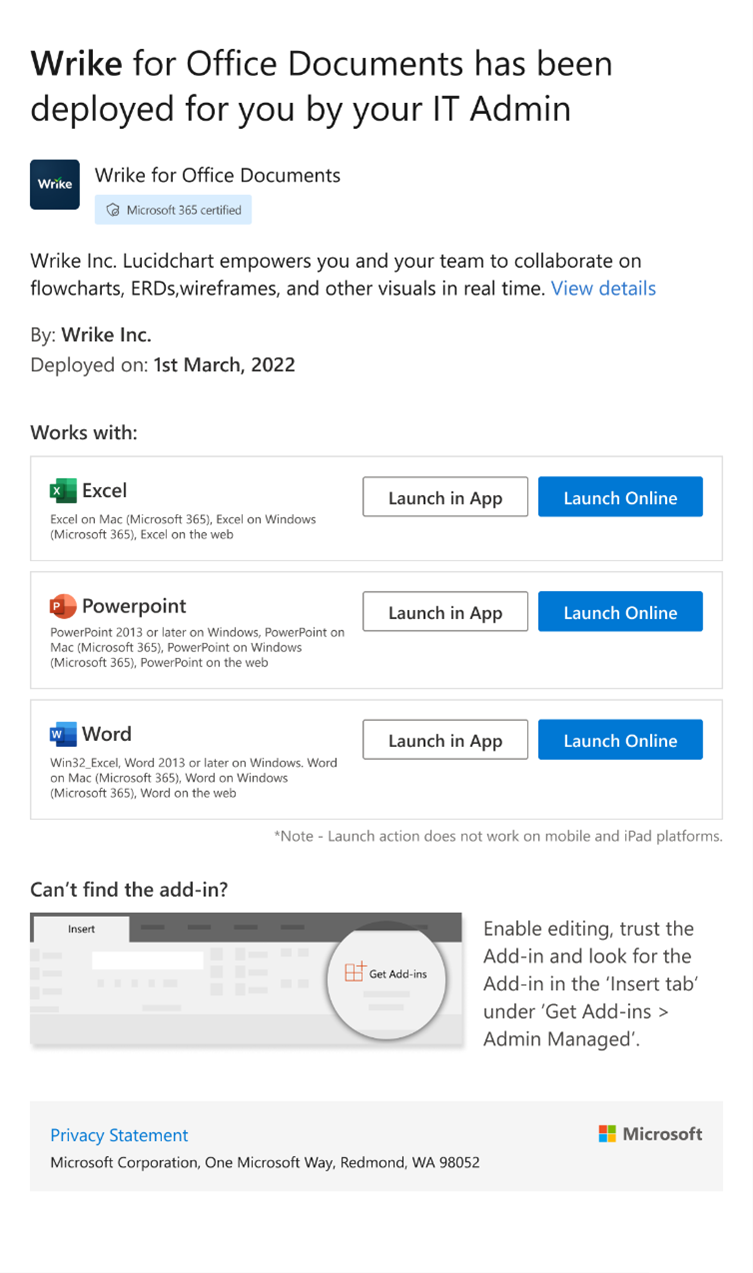 Wrike for Office Documents has been
deployed for you by your IT Admin
Wrike
Wrike for Office Documents
Microsoft 365 certified
Wrike Inc. Lucidchart empowers you and your team to collaborate on
flowcharts, ERDs,wireframes, and other visuals in real time. View details
By: Wrike Inc.
Deployed on: 1st March, 2022
Works with:
X
Excel
Launch in App
Launch Online
Excel on Mac (Microsoft 365), Excel on Windows
(Microsoft 365), Excel on the web
P
Powerpoint
Launch in App
Launch Online
PowerPoint 2013 or later on Windows, PowerPoint on
Mac (Microsoft 365), PowerPoint on Windows
(Microsoft 365), PowerPoint on the web
W
Word
Launch in App
Launch Online
Win32_Excel, Word 2013 or later on Windows. Word
on Mac (Microsoft 365), Word on Windows
(Microsoft 365), Word on the web
*Note - Launch action does not work on mobile and iPad platforms.
Can't find the add-in?
Insert
Get Add-ins
Enable editing, trust the
Add-in and look for the
Add-in in the 'Insert tab'
under 'Get Add-ins >
Admin Managed'.
Privacy Statement
Microsoft
Microsoft Corporation, One Microsoft Way, Redmond, WA 98052